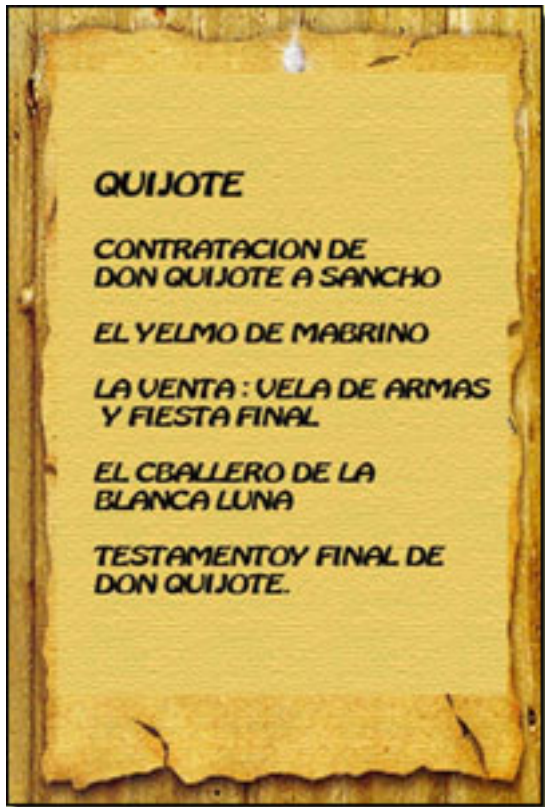 QUIJOTE
CONTRATACION DE
DON QUIJOTE A SANCHO
EL YELMO DE MABRINO
LA VENTA : VELA DE ARMAS
Y FIESTA FINAL
EL CBALLERO DE LA
BLANCA LUNA
TESTAMENTOY FINAL DE
DON QUIJOTE.